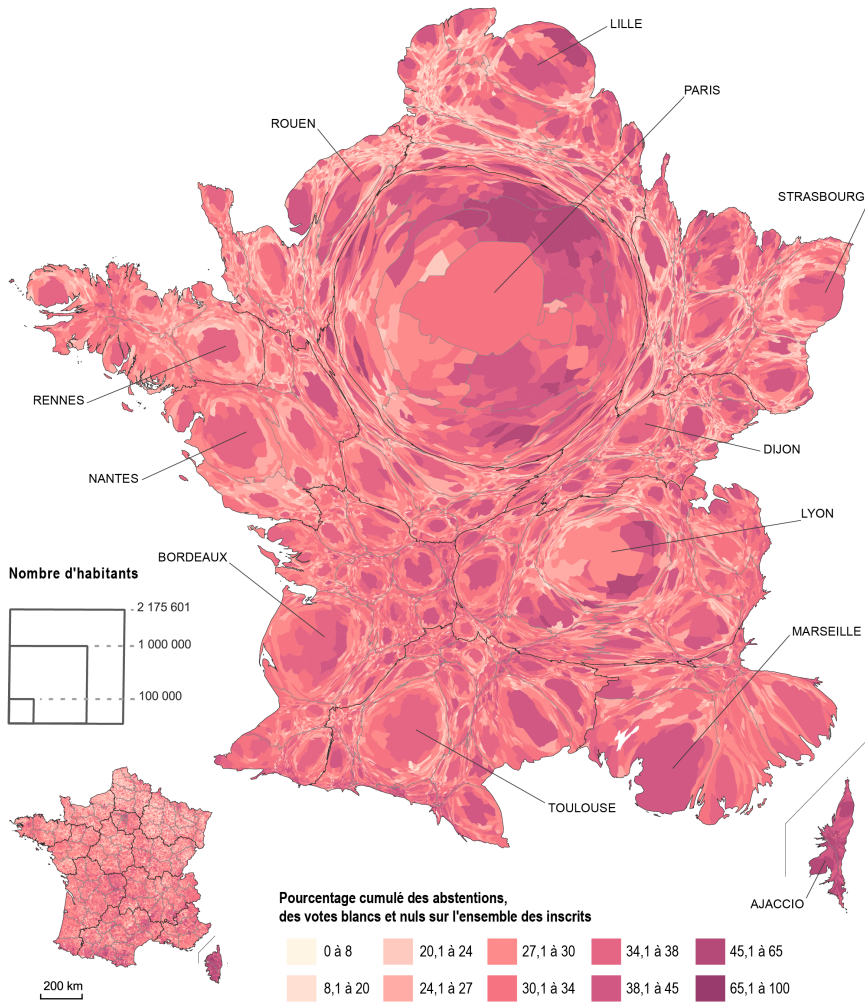 LILLE
PARIS
ROUEN
STRASBOURG
RENNES
DIJON
NANTES
LYON
BORDEAUX
Nombre d'habitants
2 175 601
MARSEILLE
1 000 000
100 000
TOULOUSE
AJACCIO
Pourcentage cumulé des abstentions,
des votes blancs et nuls sur l'ensemble des inscrits
0 à 8
20,1 à 24
27,1 à 30
34,1 à 38
45,1 à 65
8,1 à 20
24,1 à 27
30,1 à 34
38,1 à 45
65,1 à 100
200 km